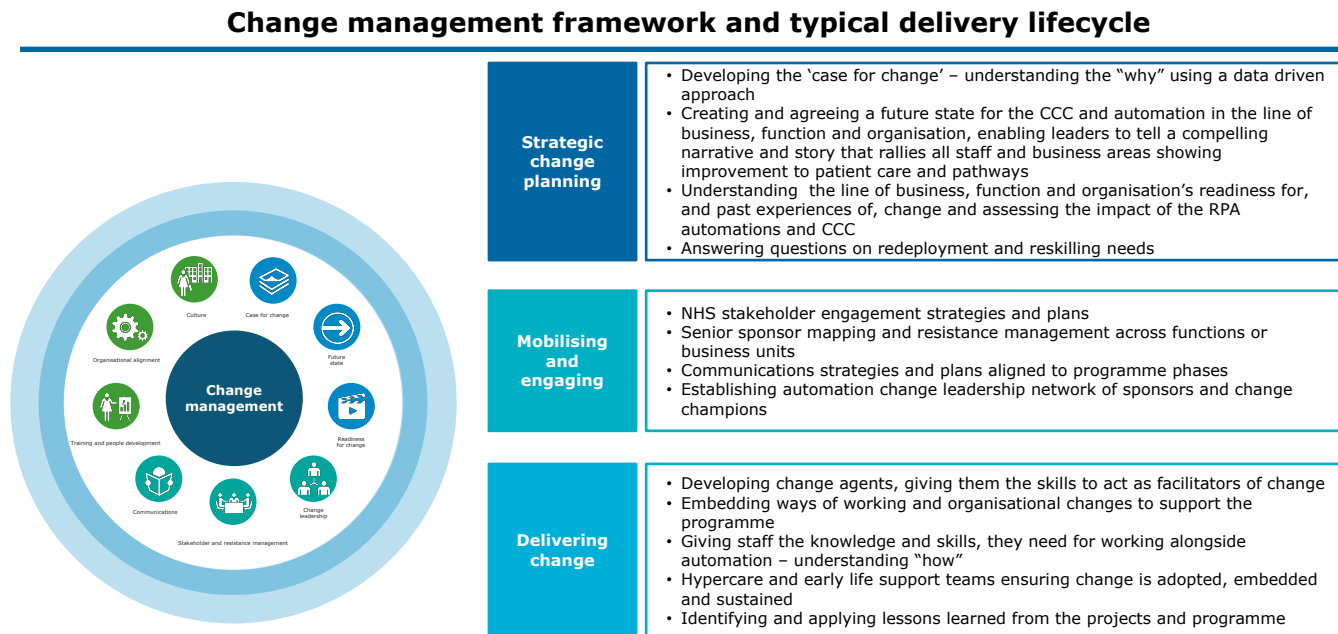 Change management framework and typical delivery lifecycle
Culture
Case for change
Organisational alignment
Future
state
Change
management
Training and people development
Readiness
for change
Communications
Change
leadership
Stakeholder and resistance management
Strategic
change
planning
• Developing the ‘case for change’ – understanding the “why” using a data driven
approach
• Creating and agreeing a future state for the CCC and automation in the line of
business, function and organisation, enabling leaders to tell a compelling
narrative and story that rallies all staff and business areas showing
improvement to patient care and pathways
• Understanding the line of business, function and organisation’s readiness for,
and past experiences of, change and assessing the impact of the RPA
automations and CCC
• Answering questions on redeployment and reskilling needs
Mobilising
and
engaging
• NHS stakeholder engagement strategies and plans
• Senior sponsor mapping and resistance management across functions or
business units
• Communications strategies and plans aligned to programme phases
• Establishing automation change leadership network of sponsors and change
champions
Delivering
change
• Developing change agents, giving them the skills to act as facilitators of change
• Embedding ways of working and organisational changes to support the
programme
• Giving staff the knowledge and skills, they need for working alongside
automation – understanding “how”
• Hypercare and early life support teams ensuring change is adopted, embedded
and sustained
• Identifying and applying lessons learned from the projects and programme